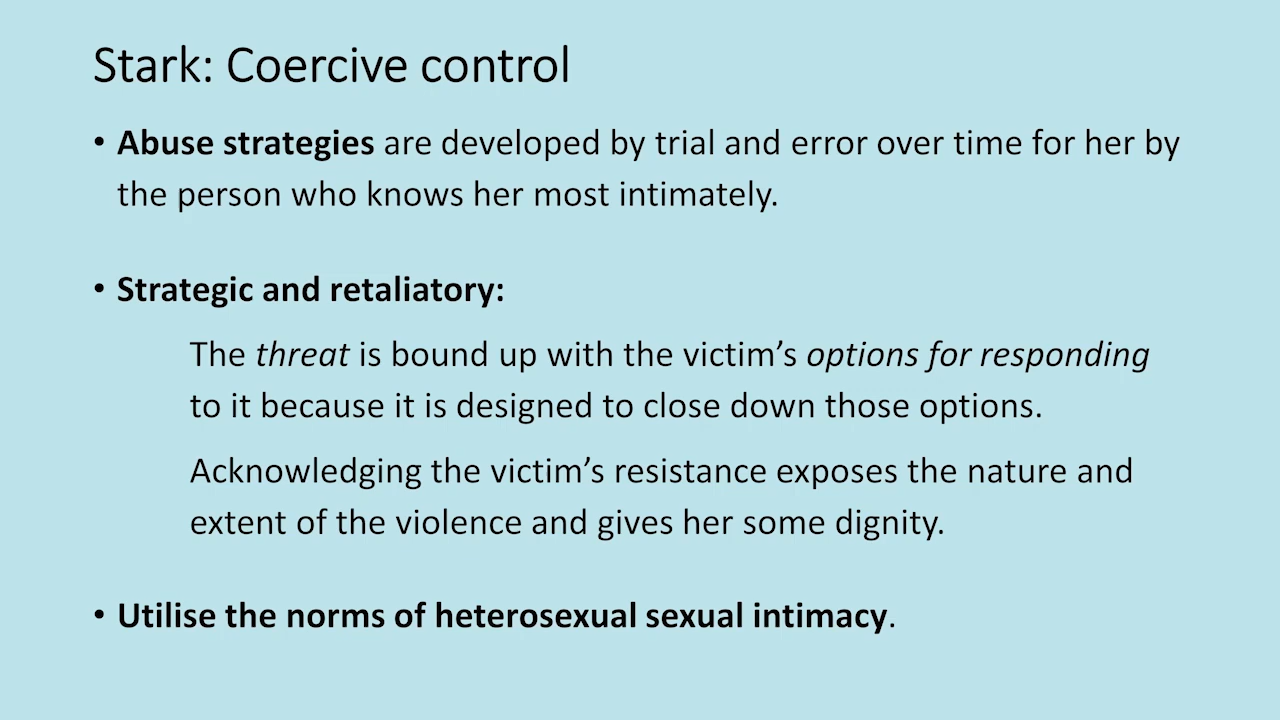 Stark: Coercive control
• Abuse strategies are developed by trial and error over time for her by
the person who knows her most intimately.
• Strategic and retaliatory:
The threat is bound up with the victim’s options for responding
to it because it is designed to close down those options.
Acknowledging the victim’s resistance exposes the nature and
extent of the violence and gives her some dignity.
• Utilise the norms of heterosexual sexual intimacy.